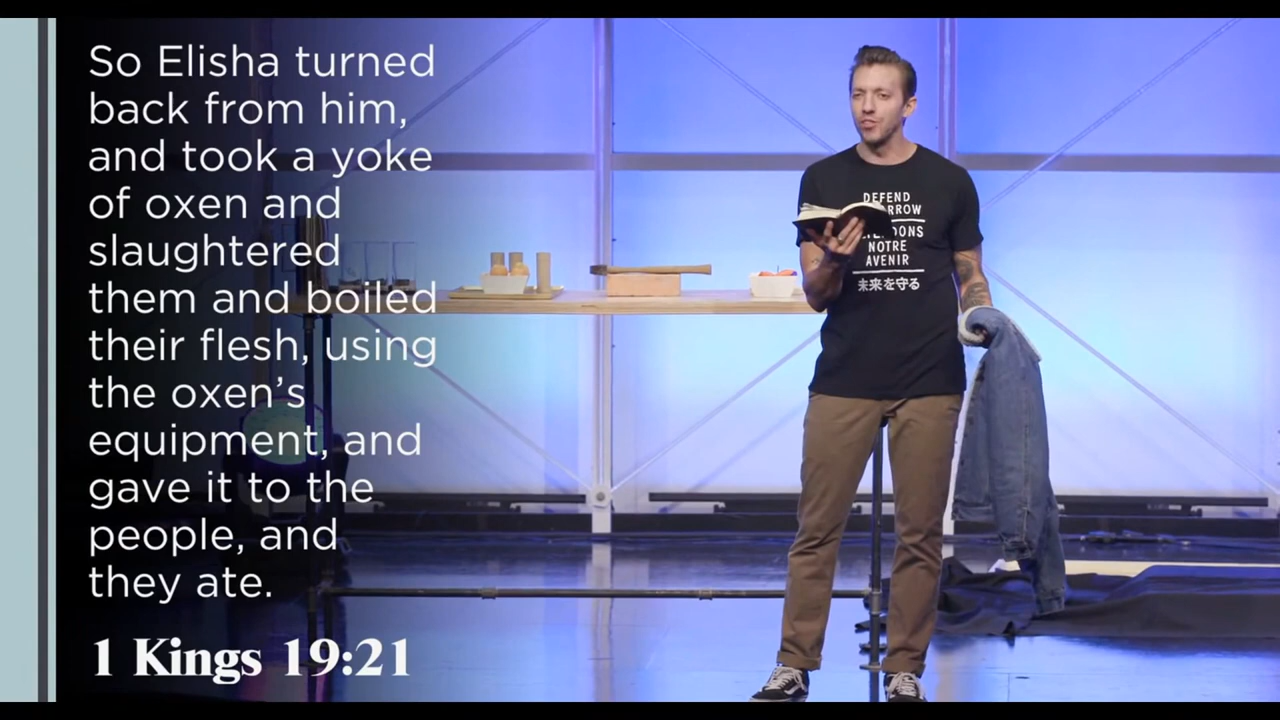 So Elisha turned
back from him,
and took a yoke
of oxen and
slaughtered
them and boiled
their flesh, using
the oxen’s
equipment, and
gave it to the
people, and
they ate.
1 Kings 19:21
DEFEND
NOTRE
AVENIR
未来を守る